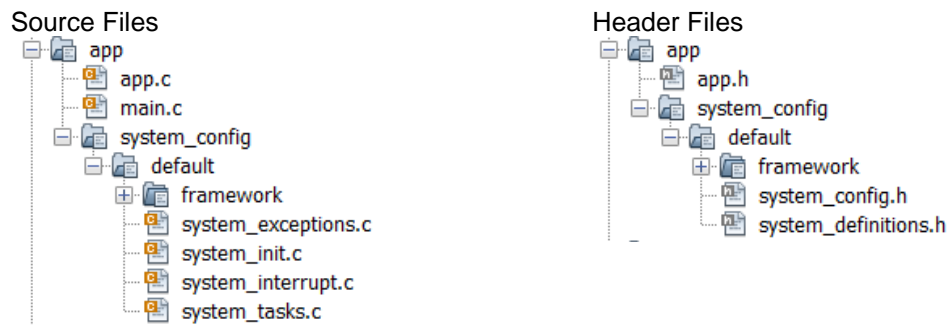 Source Files
app
app.c
main.c
system_config
default
framework
system_exceptions.c
system_init.c
system_interrupt.c
system_tasks.c
Header Files
app
app.h
system_config
default
framework
system_config.h
system_definitions.h